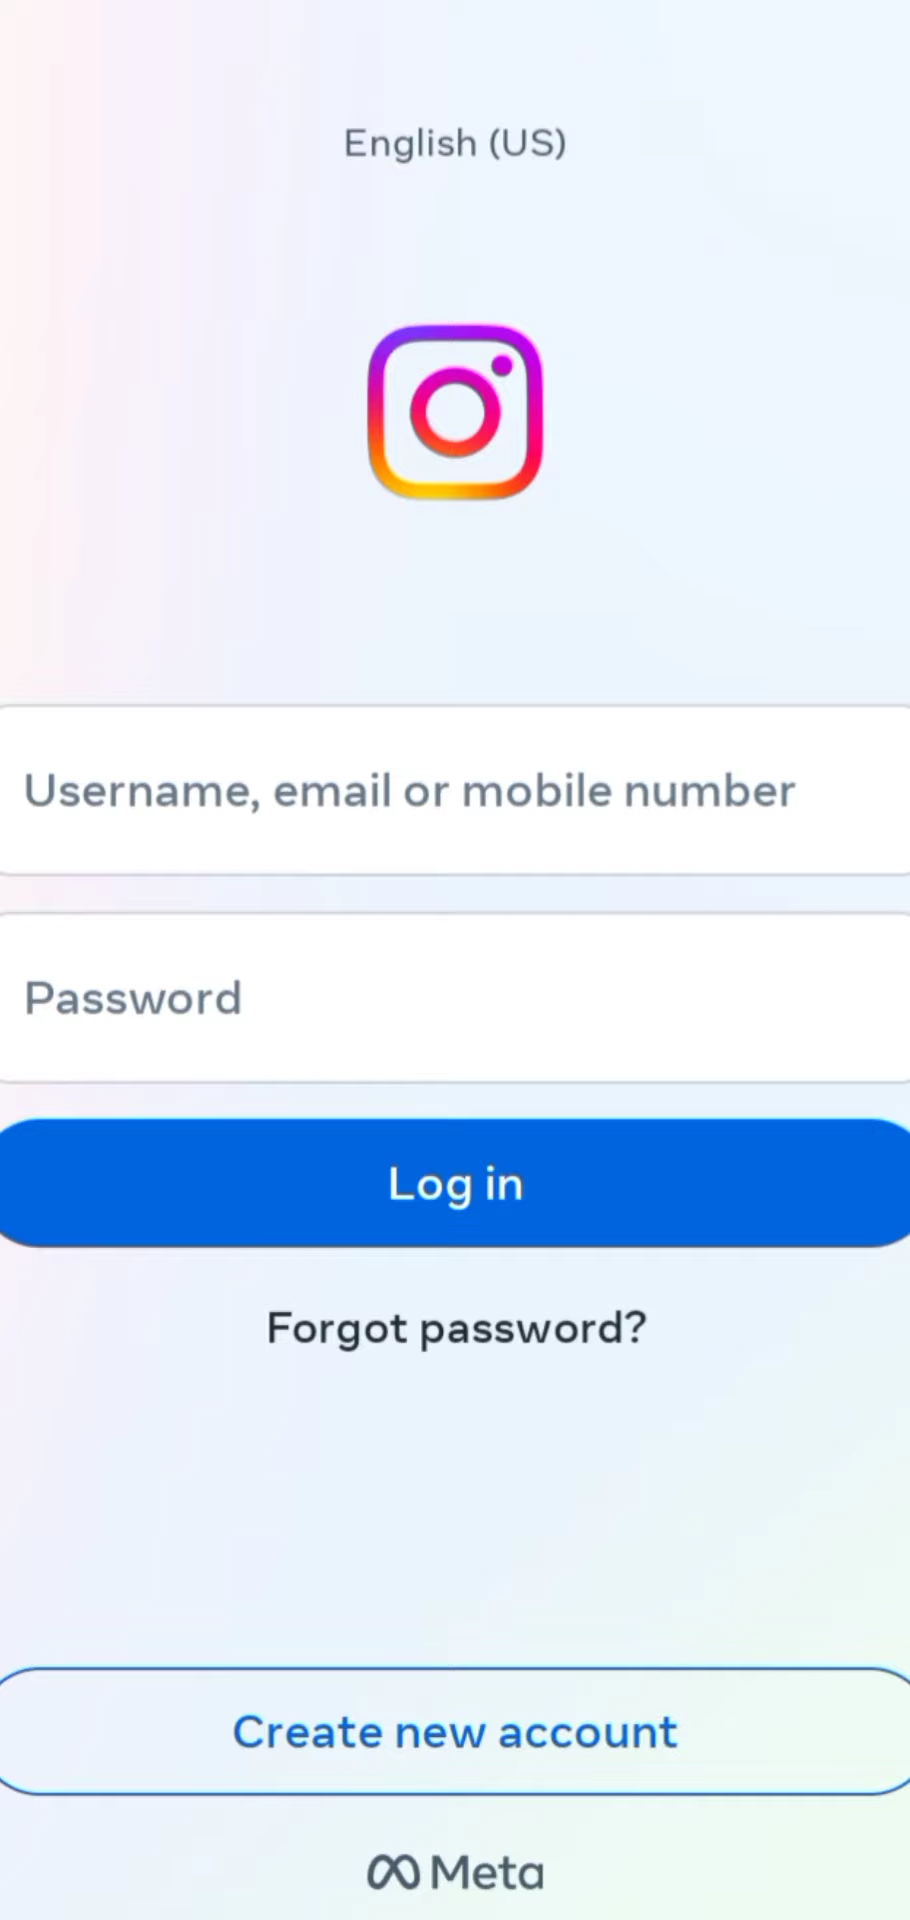 English (US)
Username, email or mobile number
Password
Log in
Forgot password?
Create new account
Meta